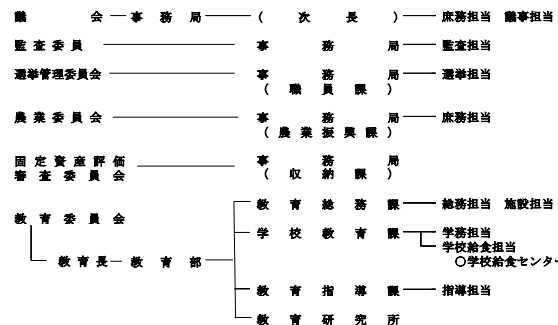 議会 事務局 (次長) 庶務担当 議事担当
監査委員 事務局 監査担当
選挙管理委員会 事務局 選挙担当
(職員課)
農業委員会 事務局 庶務担当
(農業振興課)
固定資産評価 事務局
審査委員会 (収納課)
教育総務課 総務担当 施設担当
教育委員会
学校教育課 学務担当
学校給食担当
教育長 教育部 ○学校給食センタ
教育指導課 指導担当
教育研究所